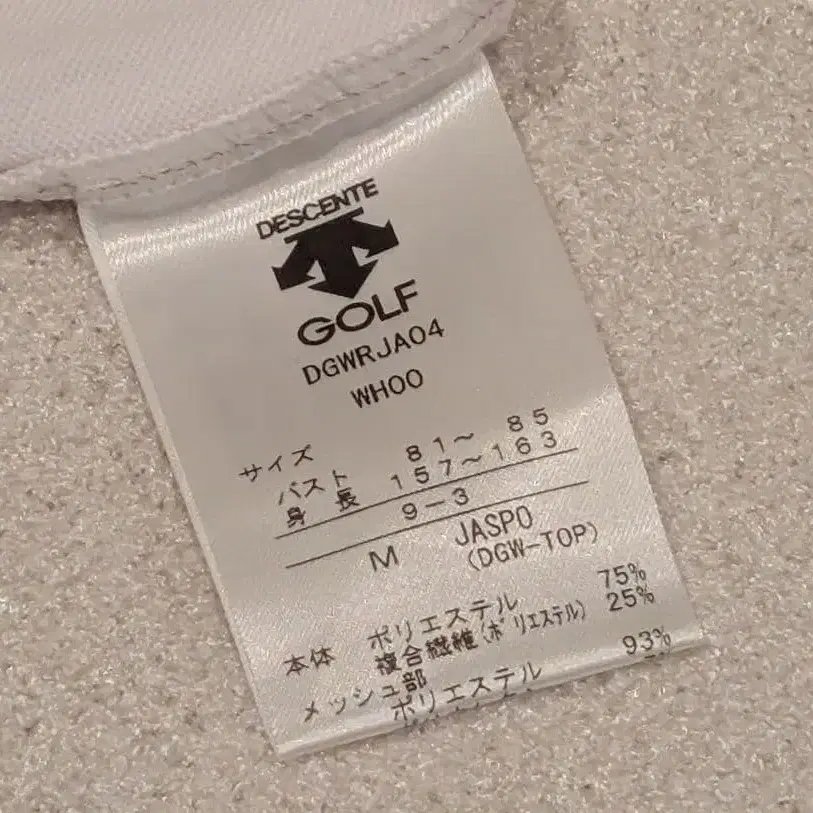 DESCENTE
GOLF
DGWRJA04
WH00
サイズ
バスト 81～ 85
身長 157～163
9-3
M JASPO
(DGW-TOP)
本体 ポリエステル 75%
複合繊維(ポリエステル) 25%
メッシュ部
ポリエステル 93%